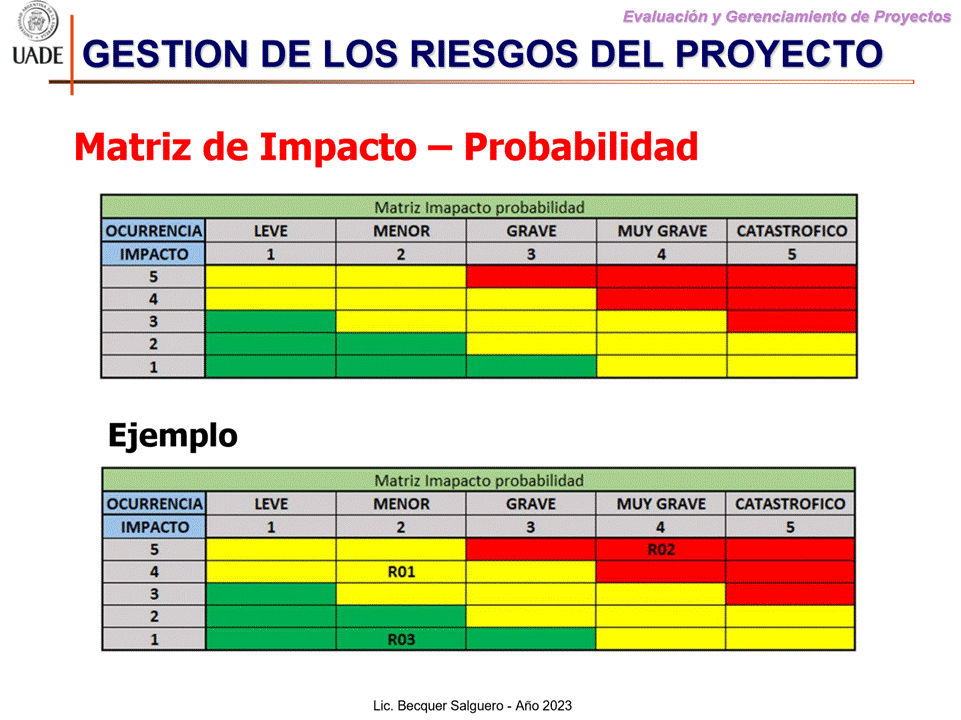 Evaluación y Gerenciamiento de Proyectos
UADE
GESTION DE LOS RIESGOS DEL PROYECTO
Matriz de Impacto – Probabilidad
Matriz Imapacto probabilidad
OCURRENCIA LEVE MENOR GRAVE MUY GRAVE CATASTROFICO
IMPACTO 1 2 3 4 5
5
4
3
2
1
Ejemplo
Matriz Imapacto probabilidad
OCURRENCIA LEVE MENOR GRAVE MUY GRAVE CATASTROFICO
IMPACTO 1 2 3 4 5
5 R02
4 R01
3
2
1 R03
Lic. Becquer Salguero - Año 2023